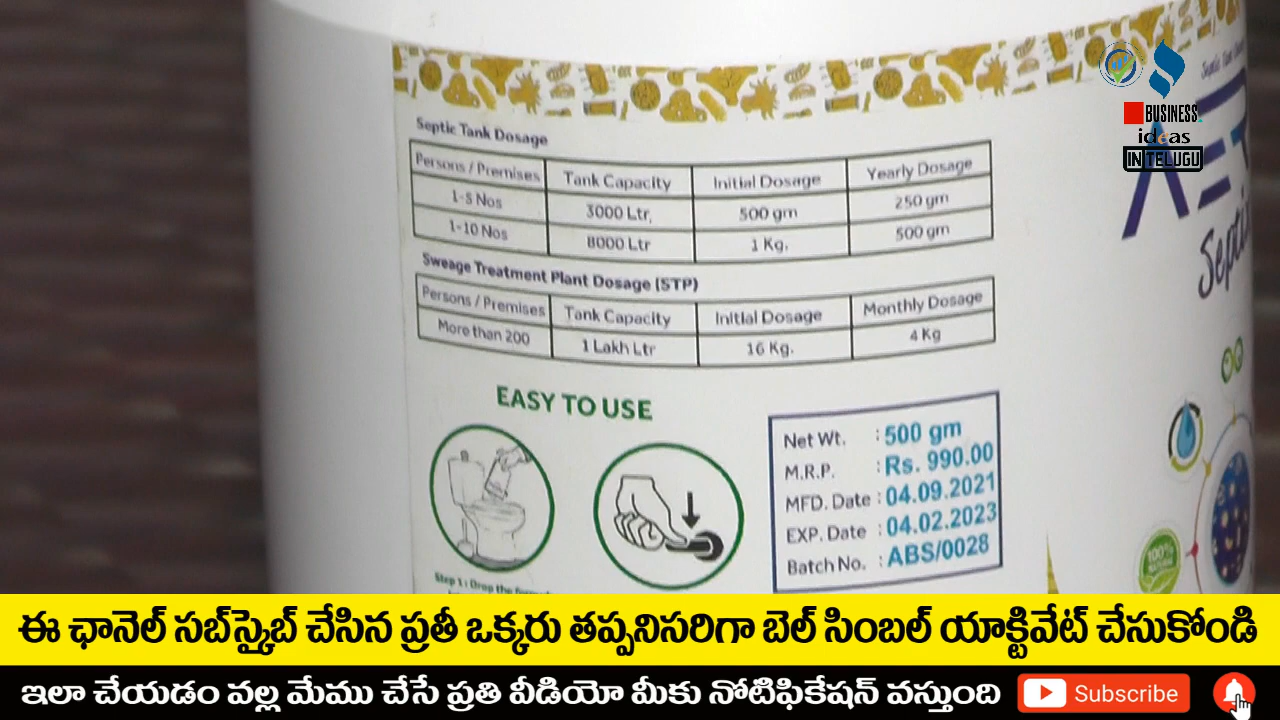 BUSINESS
ideas
IN TELUGU
Septic Tank Dosage
Persons / Premises Tank Capacity Initial Dosage Yearly Dosage
1-5 Nos 3000 Ltr, 500 gm 250 gm
1-10 Nos 8000 Ltr 1 Kg. 500 gm
Sweage Treatment Plant Dosage (STP)
Persons / Premises Tank Capacity Initial Dosage Monthly Dosage
More than 200 1 Lakh Ltr 16 Kg. 4 Kg
EASY TO USE
Net Wt. : 500 gm
M.R.P. : Rs. 990.00
MFD. Date : 04.09.2021
EXP. Date : 04.02.2023
Batch No. : ABS/0028
100%
Step 1 : Drop the
ఈ ఛానెల్ సబ్‌స్క్రైబ్ చేసిన ప్రతీ ఒక్కరు తప్పనిసరిగా బెల్ సింబల్ యాక్టివేట్ చేసుకోండి
ఇలా చేయడం వల్ల మేము చేసే ప్రతి వీడియో మీకు నోటిఫికేషన్ వస్తుంది
Subscribe